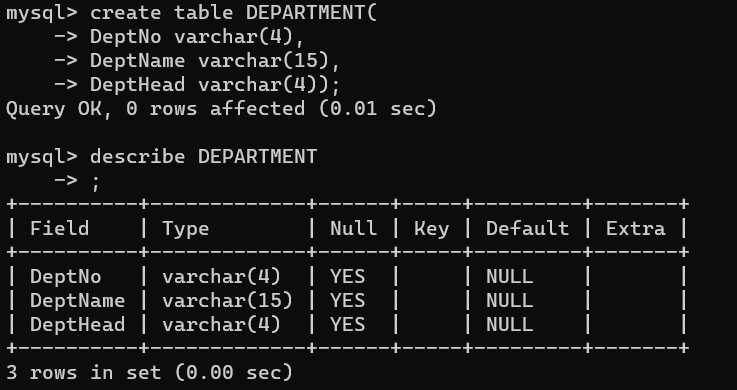 mysql> create table DEPARTMENT(
    -> DeptNo varchar(4),
    -> DeptName varchar(15),
    -> DeptHead varchar(4));
Query OK, 0 rows affected (0.01 sec)

mysql> describe DEPARTMENT
    -> ;
+----------+-------------+------+-----+---------+-------+
| Field    | Type        | Null | Key | Default | Extra |
+----------+-------------+------+-----+---------+-------+
| DeptNo   | varchar(4)  | YES  |     | NULL    |       |
| DeptName | varchar(15) | YES  |     | NULL    |       |
| DeptHead | varchar(4)  | YES  |     | NULL    |       |
+----------+-------------+------+-----+---------+-------+
3 rows in set (0.00 sec)